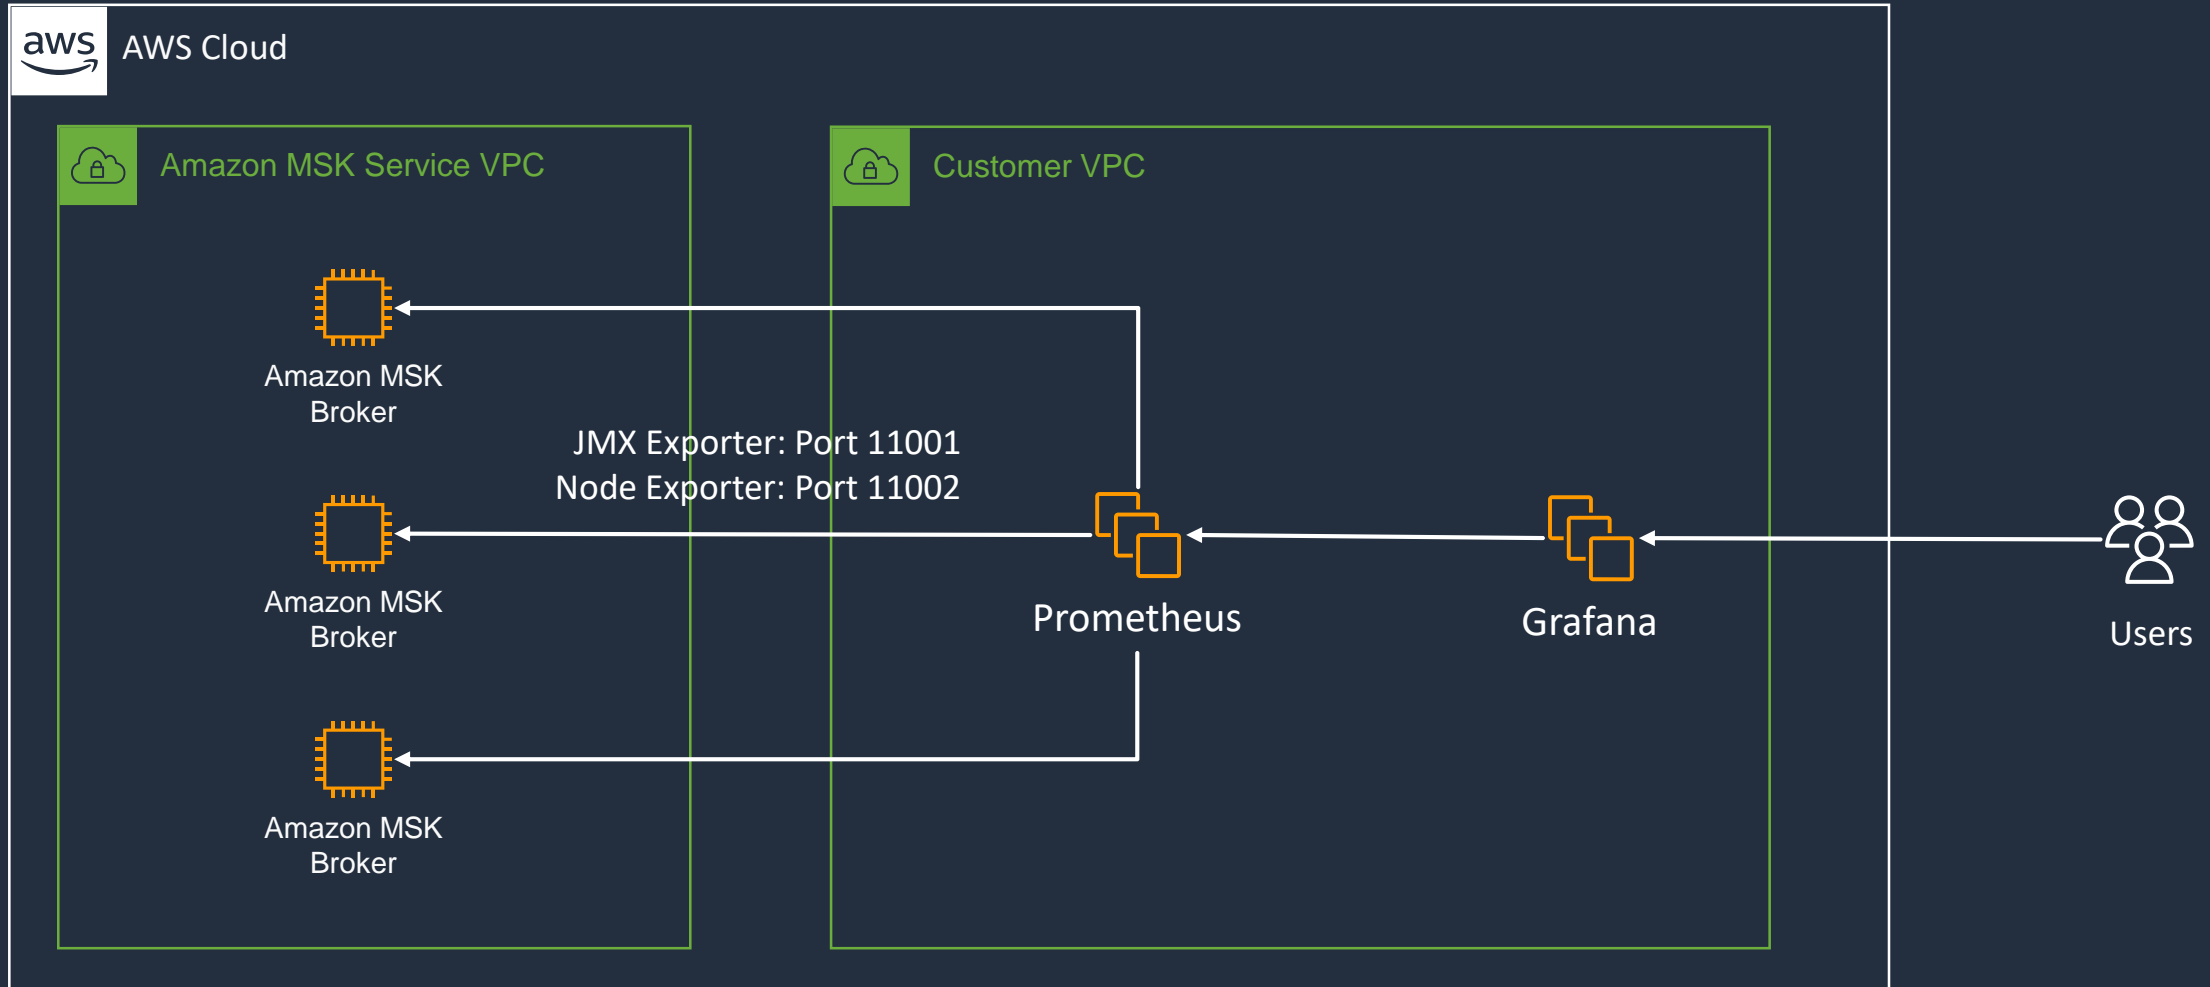 aws
AWS Cloud
Amazon MSK Service VPC
Customer VPC
Amazon MSK
Broker
JMX Exporter: Port 11001
Node Exporter: Port 11002
Amazon MSK
Broker
Prometheus
Grafana
Users
Amazon MSK
Broker